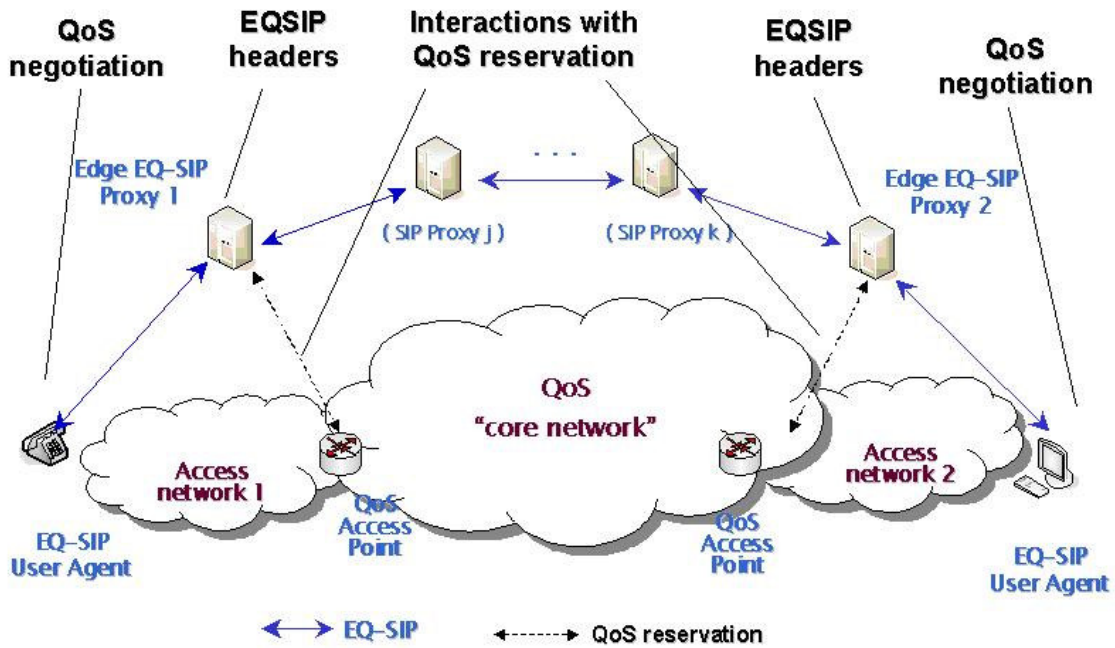 QoS
negotiation
EQSIP
headers
Interactions with
QoS reservation
EQSIP
headers
QoS
negotiation
Edge EQ-SIP
Proxy 1
. . .
Edge EQ-SIP
Proxy 2
( SIP Proxy j )
( SIP Proxy k )
QoS
"core network"
Access
network 1
Access
network 2
QoS
Access
Point
QoS
Access
Point
EQ-SIP
User Agent
EQ-SIP
User Agent
EQ-SIP
QoS reservation